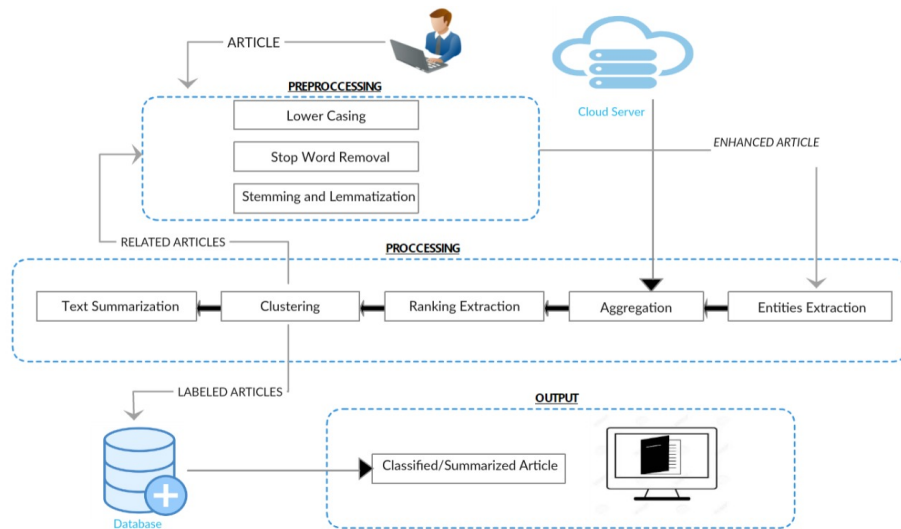 ARTICLE
PREPROCCESSING
Lower Casing
Cloud Server
Stop Word Removal
ENHANCED ARTICLE
Stemming and Lemmatization
RELATED ARTICLES
PROCCESSING
Text Summarization
Clustering
Ranking Extraction
Aggregation
Entities Extraction
LABELED ARTICLES
OUTPUT
Classified/Summarized Article
Database